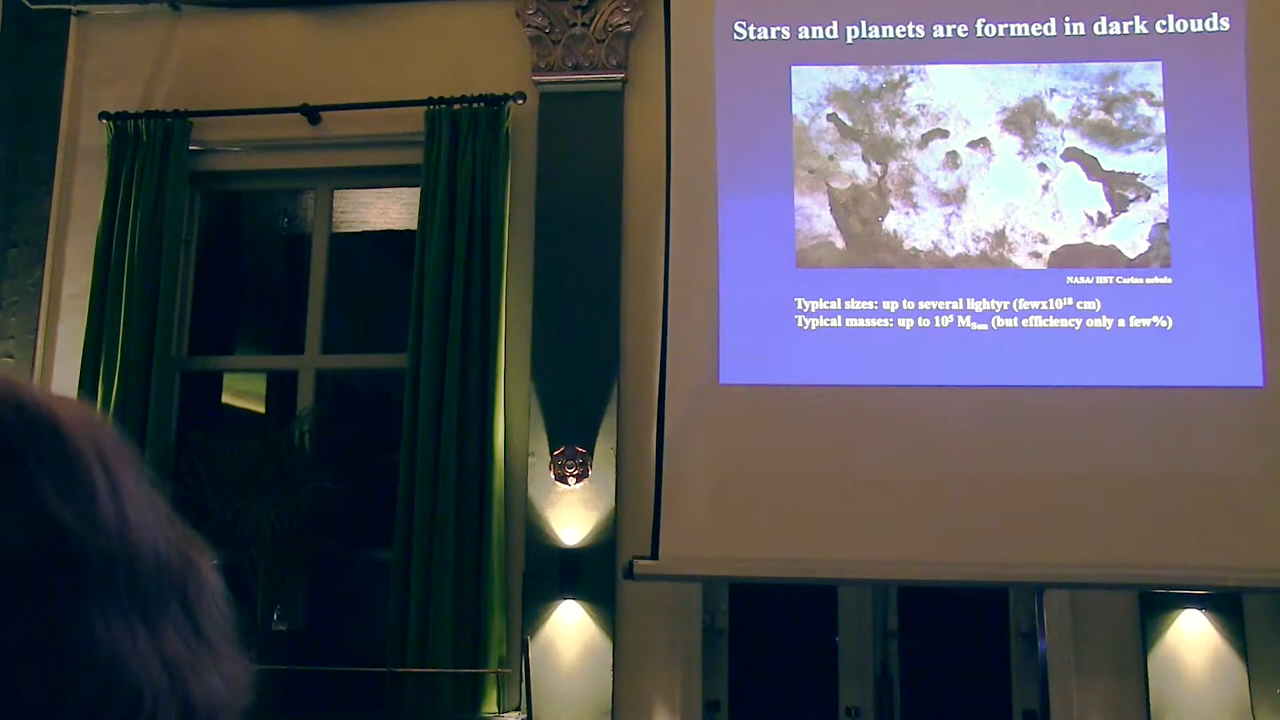 Stars and planets are formed in dark clouds
NASA/ HST Carina nebula
Typical sizes: up to several lightyr (fewx10¹⁸ cm)
Typical masses: up to 10⁵ M_Sun (but efficiency only a few%)